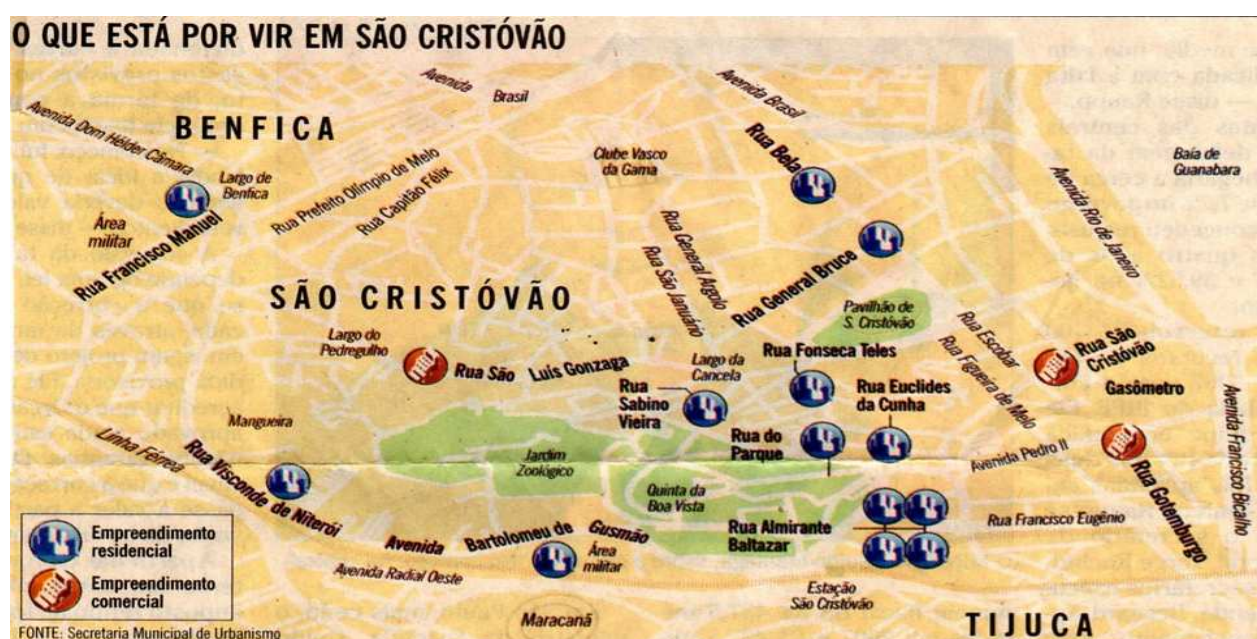 O QUE ESTÁ POR VIR EM SÃO CRISTÓVÃO
Avenida
Brasil
Avenida Brasil
BENFICA
Avenida Dom Hélder Câmara
Largo de
Benfica
Área
militar
Rua Francisco Manuel
Rua Prefeito Olímpio de Melo
Rua Capitão Félix
Clube Vasco
da Gama
Rua Bela
Baía de
Guanabara
Avenida Rio de Janeiro
Rua General Argolo
Rua São Januário
Rua General Bruce
SÃO CRISTÓVÃO
Pavilhão de
S. Cristóvão
Largo do
Pedregulho
Rua São Luís Gonzaga
Largo da
Cancela
Rua Fonseca Teles
Rua Escobar
Rua Figueira de Melo
Rua São
Cristóvão
Gasômetro
Avenida Francisco Bicalho
Rua
Sabino
Vieira
Rua Euclides
da Cunha
Rua do
Parque
Mangueira
Linha Férrea
Rua Visconde de Niterói
Jardim
Zoológico
Quinta da
Boa Vista
Avenida Pedro II
Rua Gotemburgo
Rua Almirante
Baltazar
Rua Francisco Eugênio
Avenida Bartolomeu de Gusmão
Área
militar
Avenida Radial Oeste
Estação
São Cristóvão
Maracanã
TIJUCA
Empreendimento
residencial
Empreendimento
comercial
FONTE: Secretaria Municipal de Urbanismo